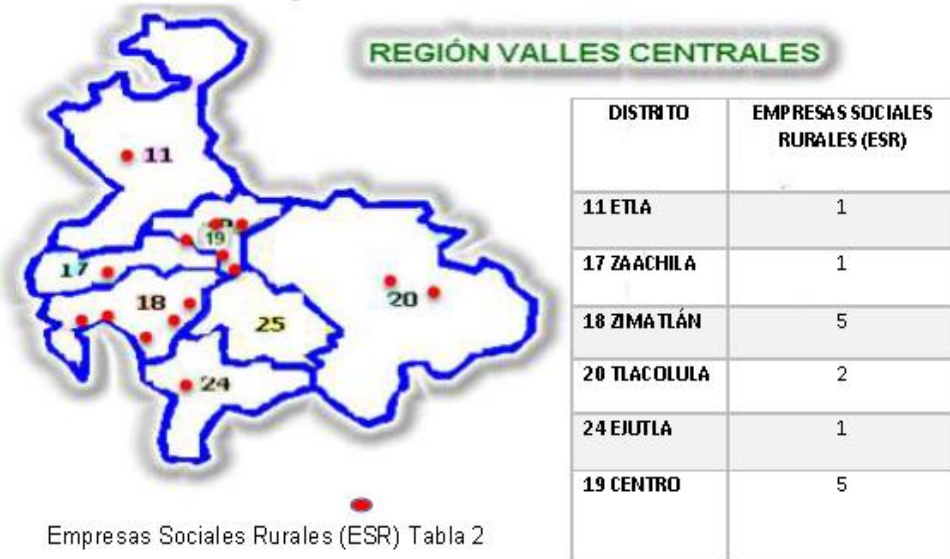 REGIÓN VALLES CENTRALES
DISTRITO EMPRESAS SOCIALES
RURALES (ESR)
11 ETLA 1
17 ZAACHILA 1
18 ZIMATLÁN 5
20 TLACOLULA 2
24 EJUTLA 1
19 CENTRO 5
11
19
17
18
20
25
24
Empresas Sociales Rurales (ESR) Tabla 2